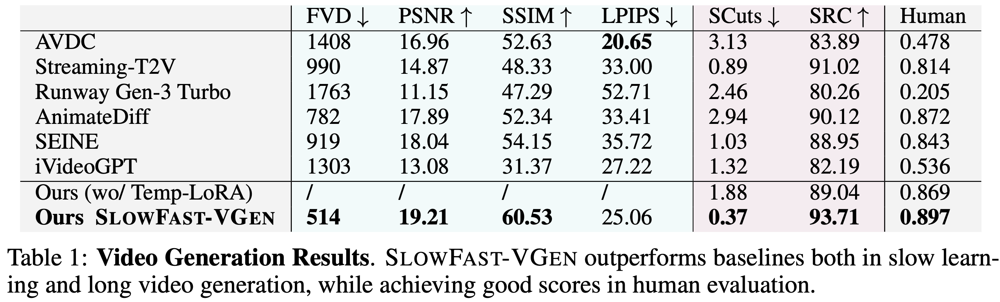 FVD ↓ PSNR ↑ SSIM ↑ LPIPS ↓ SCuts ↓ SRC ↑ Human
AVDC 1408 16.96 52.63 20.65 3.13 83.89 0.478
Streaming-T2V 990 14.87 48.33 33.00 0.89 91.02 0.814
Runway Gen-3 Turbo 1763 11.15 47.29 52.71 2.46 80.26 0.205
AnimateDiff 782 17.89 52.34 33.41 2.94 90.12 0.872
SEINE 919 18.04 54.15 35.72 1.03 88.95 0.843
iVideoGPT 1303 13.08 31.37 27.22 1.32 82.19 0.536
Ours (wo/ Temp-LoRA) / / / / 1.88 89.04 0.869
Ours SLOWFAST-VGEN 514 19.21 60.53 25.06 0.37 93.71 0.897
Table 1: Video Generation Results. SLOWFAST-VGEN outperforms baselines both in slow learn-
ing and long video generation, while achieving good scores in human evaluation.